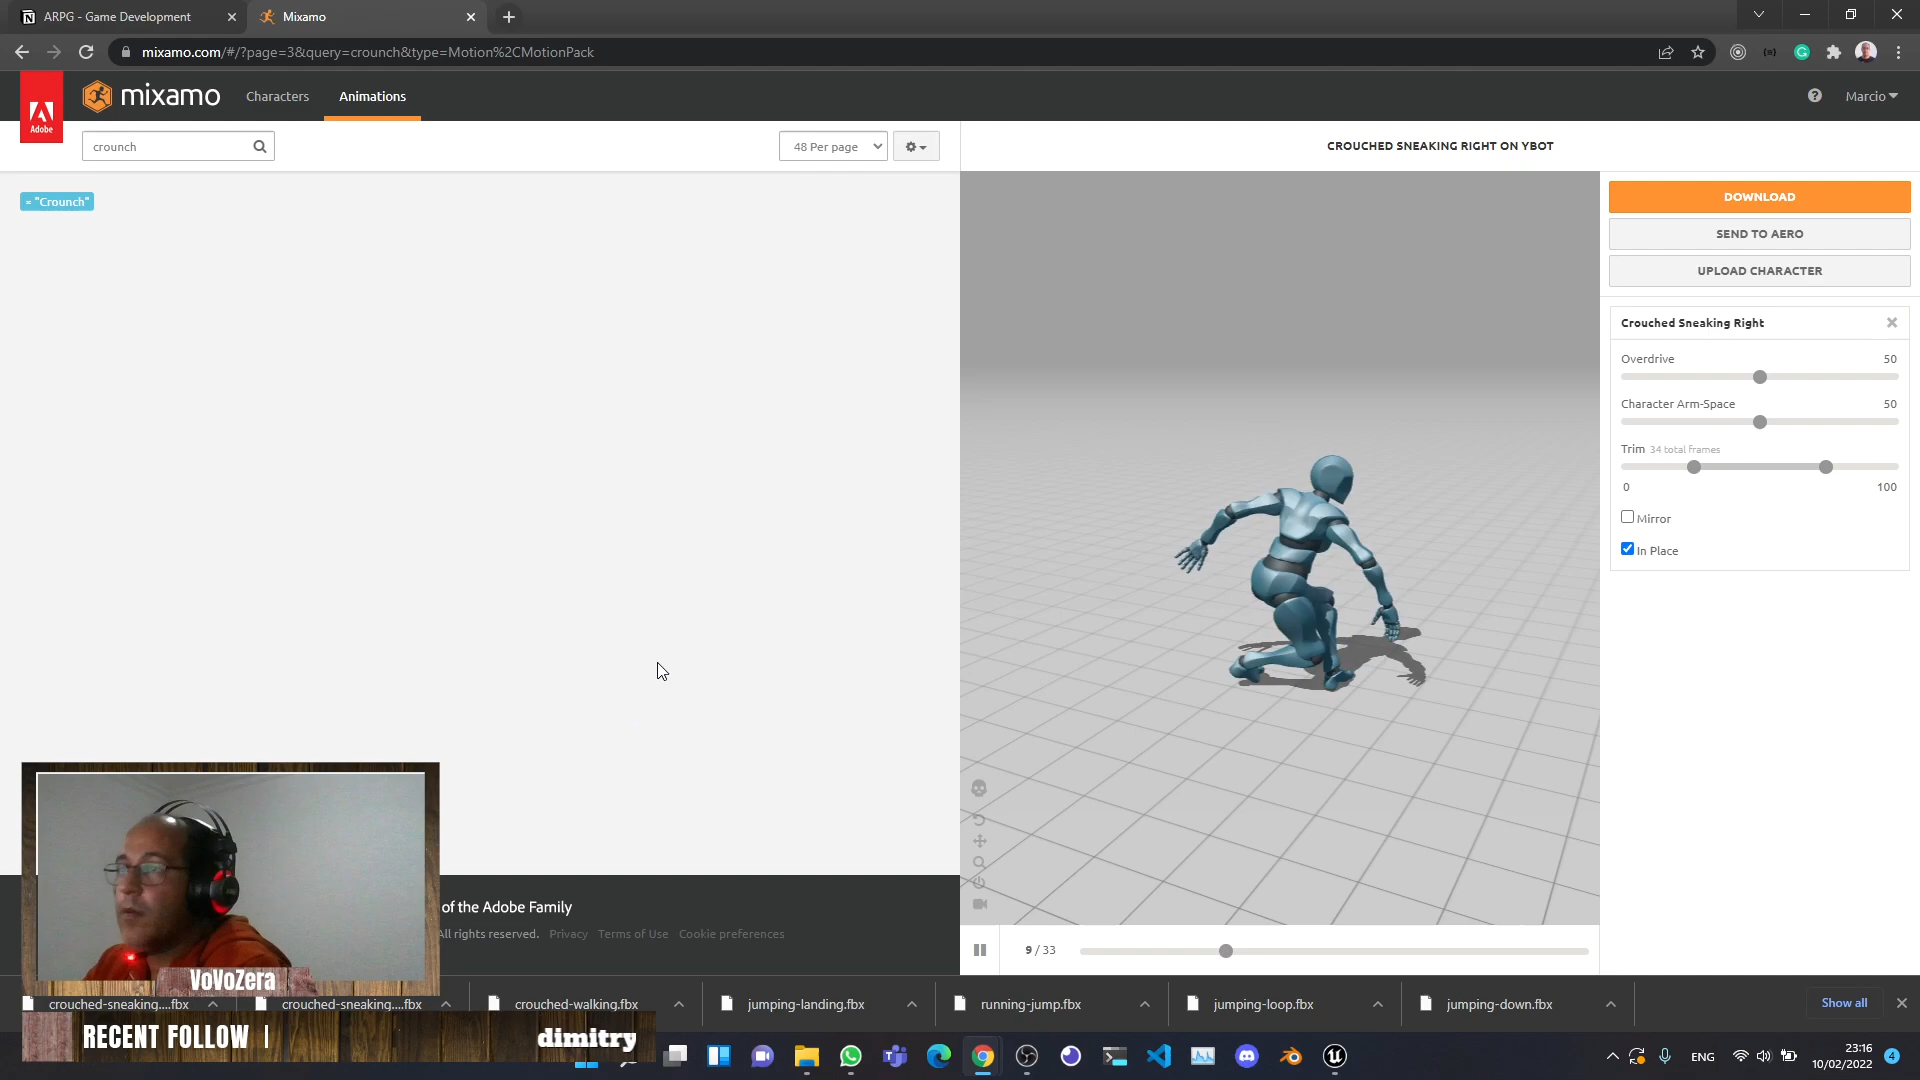 ARPG - Game Development
Mixamo
mixamo.com/#/?page=3&query=crounch&type=Motion%2CMotionPack
Adobe
mixamo
Characters
Animations
Marcio
crounch
48 Per page
CROUCHED SNEAKING RIGHT ON YBOT
× "Crounch"
DOWNLOAD
SEND TO AERO
UPLOAD CHARACTER
Crouched Sneaking Right
Overdrive 50
Character Arm-Space 50
Trim 34 total frames
0 100
Mirror
In Place
of the Adobe Family
All rights reserved. Privacy Terms of Use Cookie preferences
9 / 33
VoVoZera
crouched-sneaking....fbx
crouched-sneaking....fbx
crouched-walking.fbx
jumping-landing.fbx
running-jump.fbx
jumping-loop.fbx
jumping-down.fbx
Show all
RECENT FOLLOW |
dimitry
ENG
23:16
10/02/2022
4